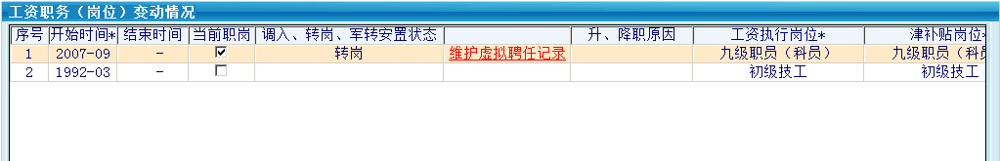 工资职务（岗位）变动情况
序号 开始时间* 结束时间 当前职岗 调入、转岗、军转安置状态 升、降职原因 工资执行岗位* 津补贴岗位*
1 2007-09 - 转岗 维护虚拟聘任记录 九级职员（科员） 九级职员（科员
2 1992-03 - 初级技工 初级技工